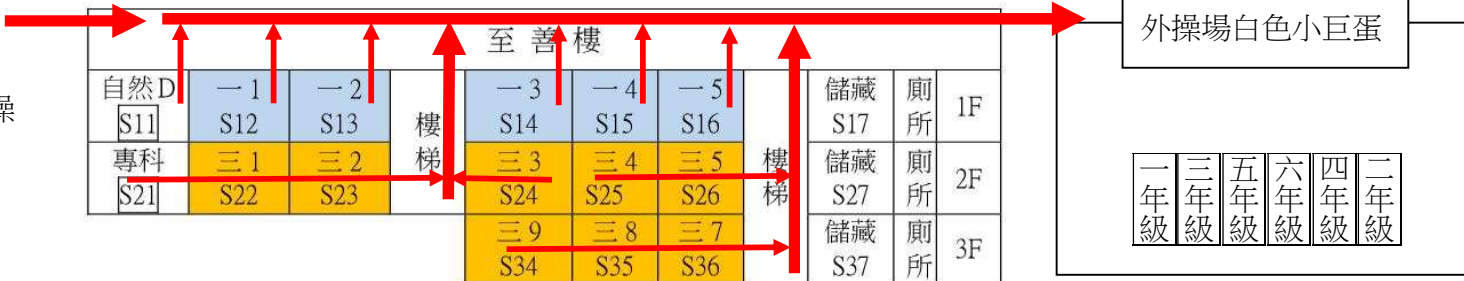 操
至善樓
自然D
S11
一1
S12
一2
S13
樓梯
一3
S14
一4
S15
一5
S16
儲藏
S17
廁所
1F
專科
S21
三1
S22
三2
S23
三3
S24
三4
S25
三5
S26
樓梯
儲藏
S27
廁所
2F
三9
S34
三8
S35
三7
S36
儲藏
S37
廁所
3F
外操場白色小巨蛋
一年級
三年級
五年級
六年級
四年級
二年級